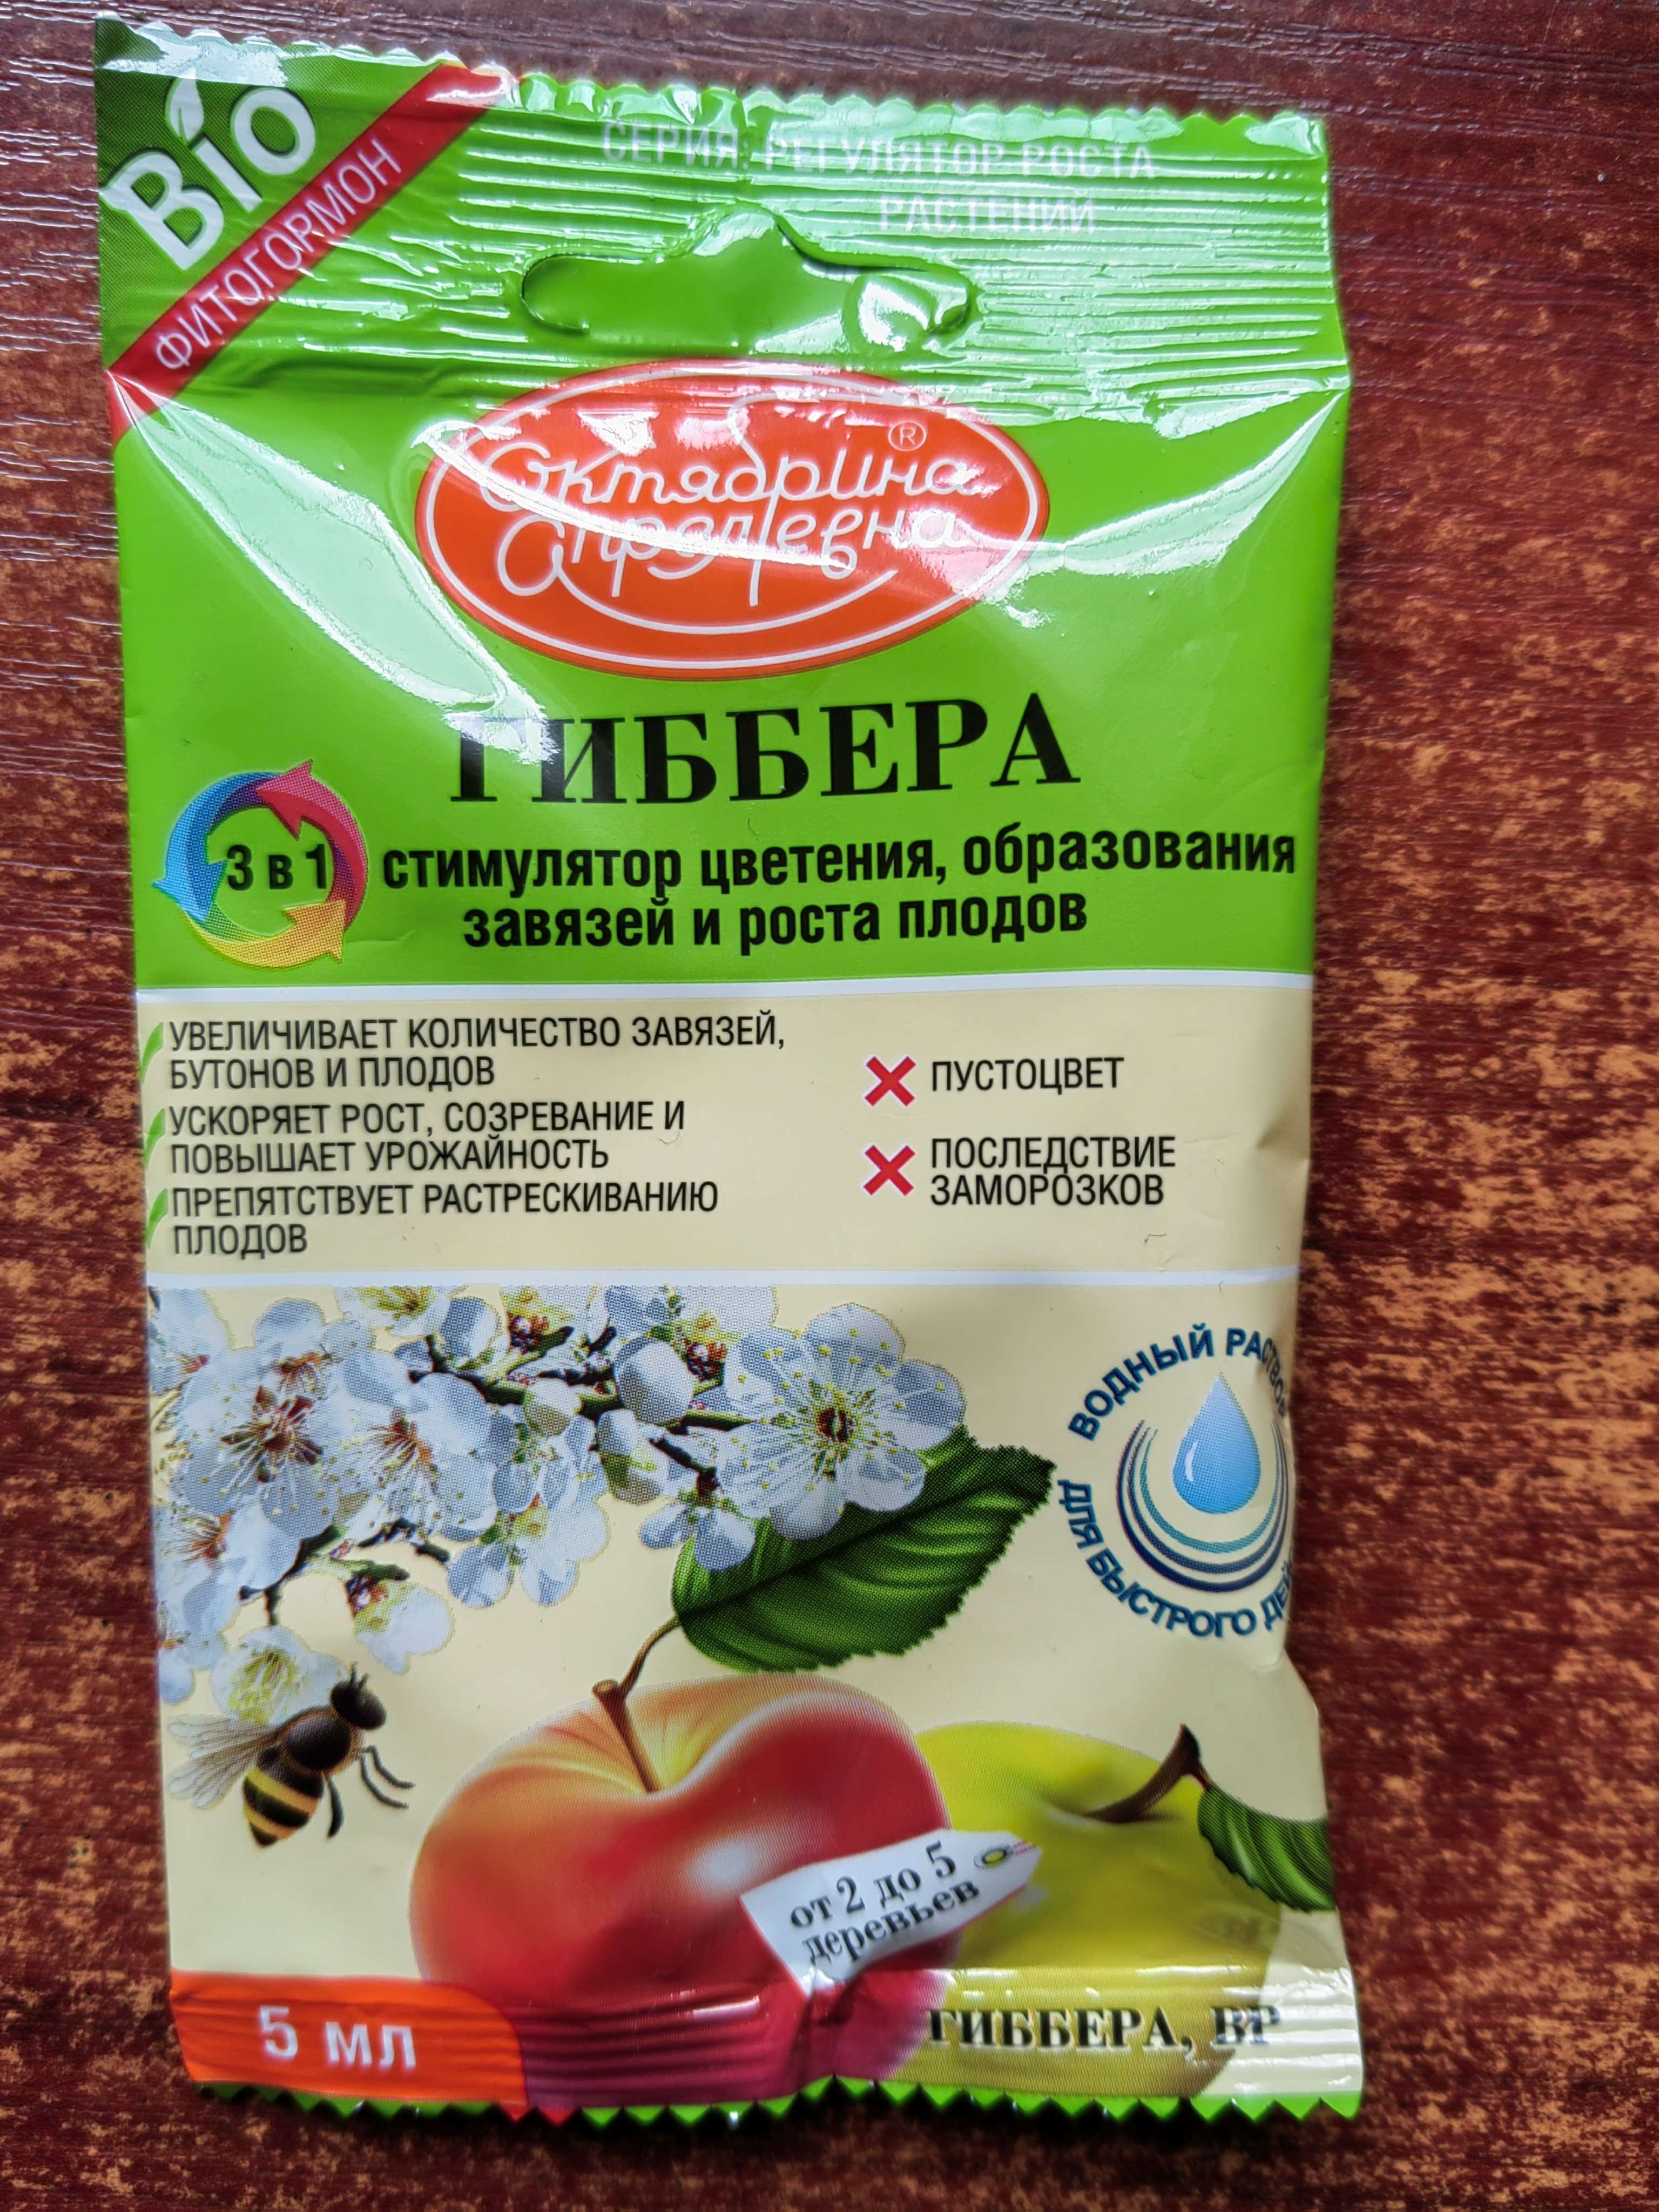 Bio
ФИТОГОРМОН
СЕРИЯ: РЕГУЛЯТОР РОСТА
РАСТЕНИЙ
Октябрина ®
Апрелевна
ГИББЕРА
3 в 1
стимулятор цветения, образования
завязей и роста плодов
УВЕЛИЧИВАЕТ КОЛИЧЕСТВО ЗАВЯЗЕЙ,
БУТОНОВ И ПЛОДОВ
УСКОРЯЕТ РОСТ, СОЗРЕВАНИЕ И
ПОВЫШАЕТ УРОЖАЙНОСТЬ
ПРЕПЯТСТВУЕТ РАСТРЕСКИВАНИЮ
ПЛОДОВ
ПУСТОЦВЕТ
ПОСЛЕДСТВИЕ
ЗАМОРОЗКОВ
ВОДНЫЙ РАСТВОР
ДЛЯ БЫСТРОГО
от 2 до 5
деревьев
5 мл
ГИББЕРА, ВР